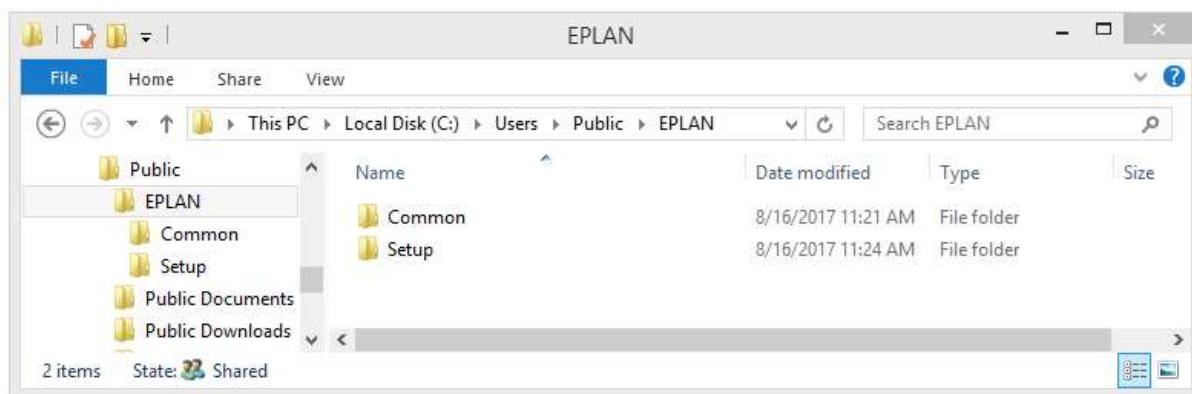 EPLAN
File Home Share View
This PC Local Disk (C:) Users Public EPLAN Search EPLAN
Public
EPLAN
Common
Setup
Public Documents
Public Downloads
Name Date modified Type Size
Common 8/16/2017 11:21 AM File folder
Setup 8/16/2017 11:24 AM File folder
2 items State: Shared